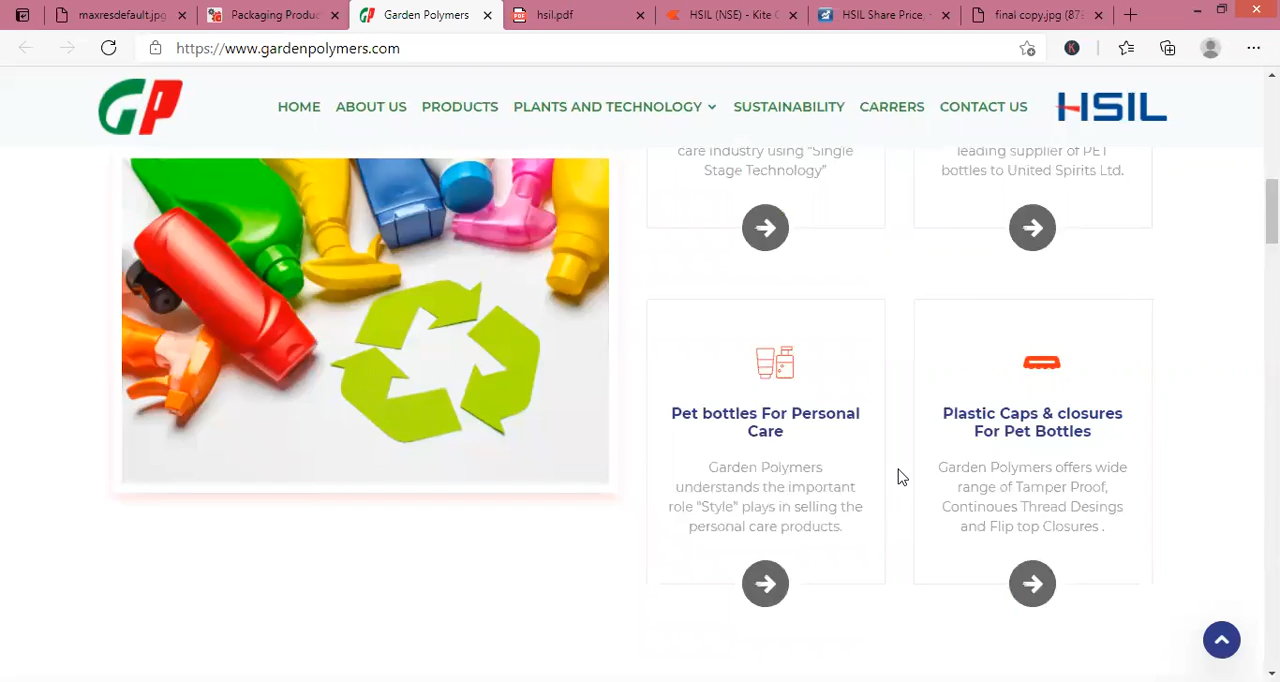 maxresdefault.jpg
Packaging Produc
Garden Polymers
hsil.pdf
HSIL (NSE) - Kite
HSIL Share Price,
final copy.jpg (87
https://www.gardenpolymers.com
K
GP
HOME
ABOUT US
PRODUCTS
PLANTS AND TECHNOLOGY
SUSTAINABILITY
CARRERS
CONTACT US
HSIL
care industry using “Single
Stage Technology”
leading supplier of PET
bottles to United Spirits Ltd.
Pet bottles For Personal
Care
Garden Polymers
understands the important
role "Style" plays in selling the
personal care products.
Plastic Caps & closures
For Pet Bottles
Garden Polymers offers wide
range of Tamper Proof,
Continoues Thread Desings
and Flip top Closures .